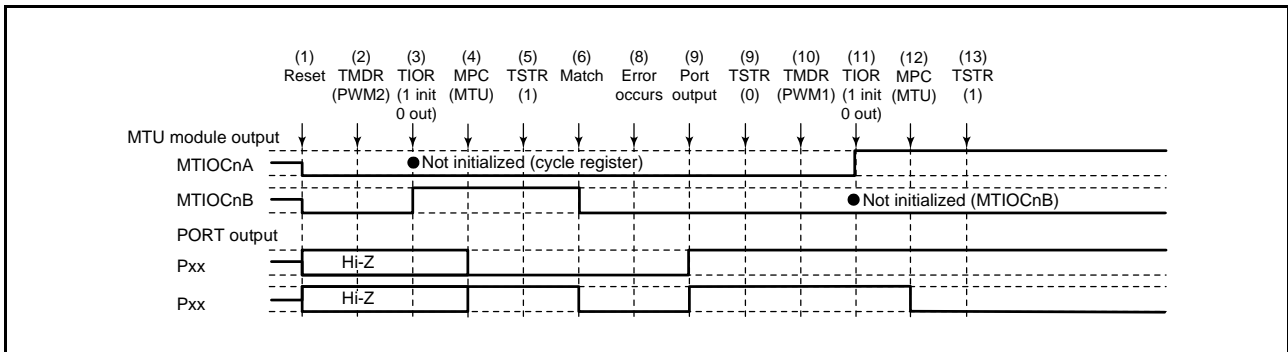 (1) (2) (3) (4) (5) (6) (8) (9) (9) (10) (11) (12) (13)
Reset TMDR TIOR MPC TSTR Match Error Port TSTR TMDR TIOR MPC TSTR
(PWM2) (1 init (MTU) (1) occurs output (0) (PWM1) (1 init (MTU) (1)
0 out) 0 out)
MTU module output
MTIOCnA Not initialized (cycle register)
MTIOCnB Not initialized (MTIOCnB)
PORT output
Pxx Hi-Z
Pxx Hi-Z